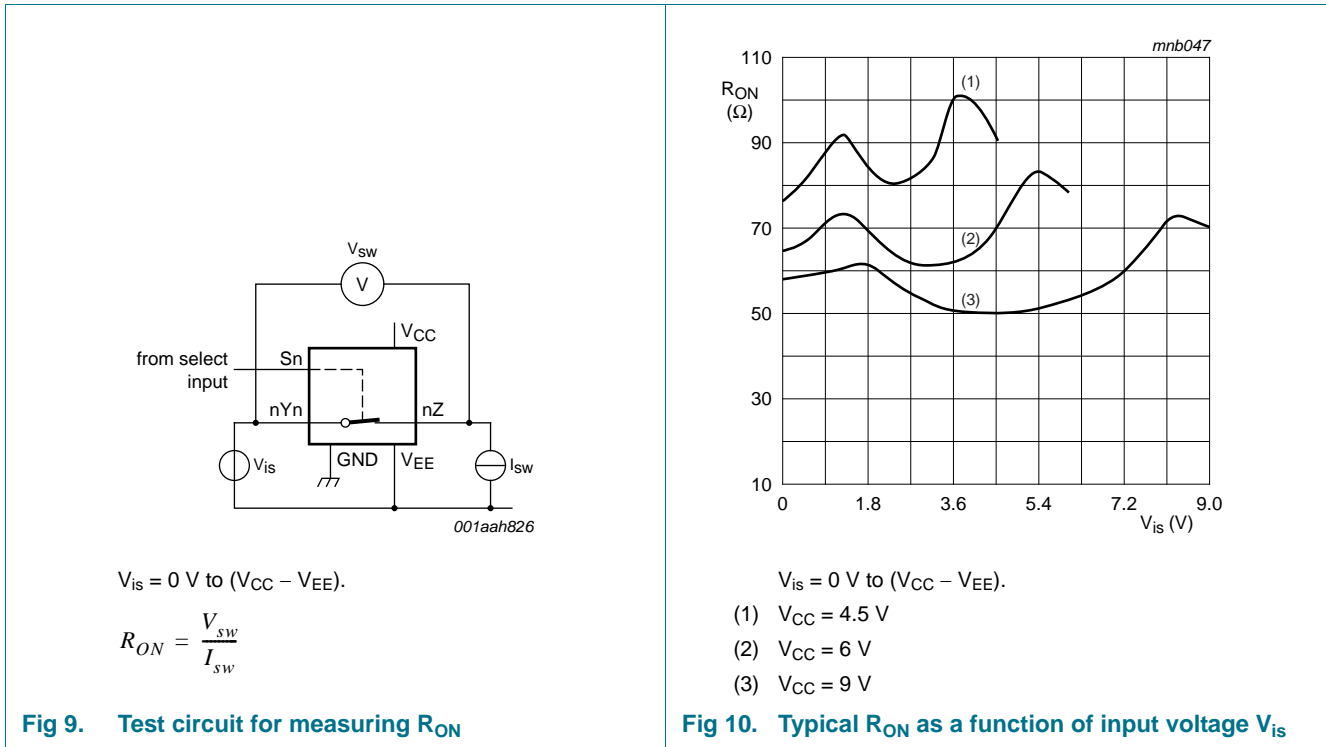 V_sw
V
V_CC
from select
input
Sn
nYn
nZ
V_is
GND
V_EE
I_sw
001aah826
V_is = 0 V to (V_CC − V_EE).
R_ON = V_sw / I_sw
Fig 9. Test circuit for measuring R_ON
mnb047
110
R_ON
(Ω)
90
70
50
30
10
(1)
(2)
(3)
0 1.8 3.6 5.4 7.2 9.0
V_is (V)
V_is = 0 V to (V_CC − V_EE).
(1) V_CC = 4.5 V
(2) V_CC = 6 V
(3) V_CC = 9 V
Fig 10. Typical R_ON as a function of input voltage V_is